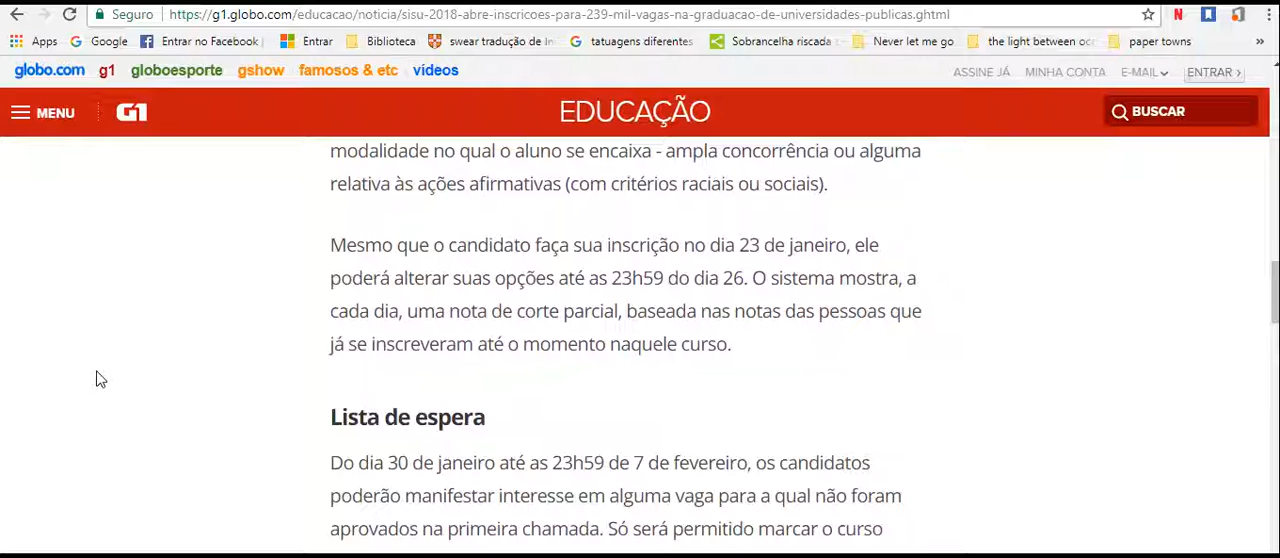 Seguro https://g1.globo.com/educacao/noticia/sisu-2018-abre-inscricoes-para-239-mil-vagas-na-graduacao-de-universidades-publicas.ghtml N
Apps Google Entrar no Facebook Entrar Biblioteca swear tradução de In tatuagens diferentes Sobrancelha riscada Never let me go the light between oce paper towns »
globo.com g1 globoesporte gshow famosos & etc vídeos ASSINE JÁ MINHA CONTA E-MAIL ENTRAR ›
MENU G1 EDUCAÇÃO BUSCAR
modalidade no qual o aluno se encaixa - ampla concorrência ou alguma
relativa às ações afirmativas (com critérios raciais ou sociais).
Mesmo que o candidato faça sua inscrição no dia 23 de janeiro, ele
poderá alterar suas opções até as 23h59 do dia 26. O sistema mostra, a
cada dia, uma nota de corte parcial, baseada nas notas das pessoas que
já se inscreveram até o momento naquele curso.
Lista de espera
Do dia 30 de janeiro até as 23h59 de 7 de fevereiro, os candidatos
poderão manifestar interesse em alguma vaga para a qual não foram
aprovados na primeira chamada. Só será permitido marcar o curso